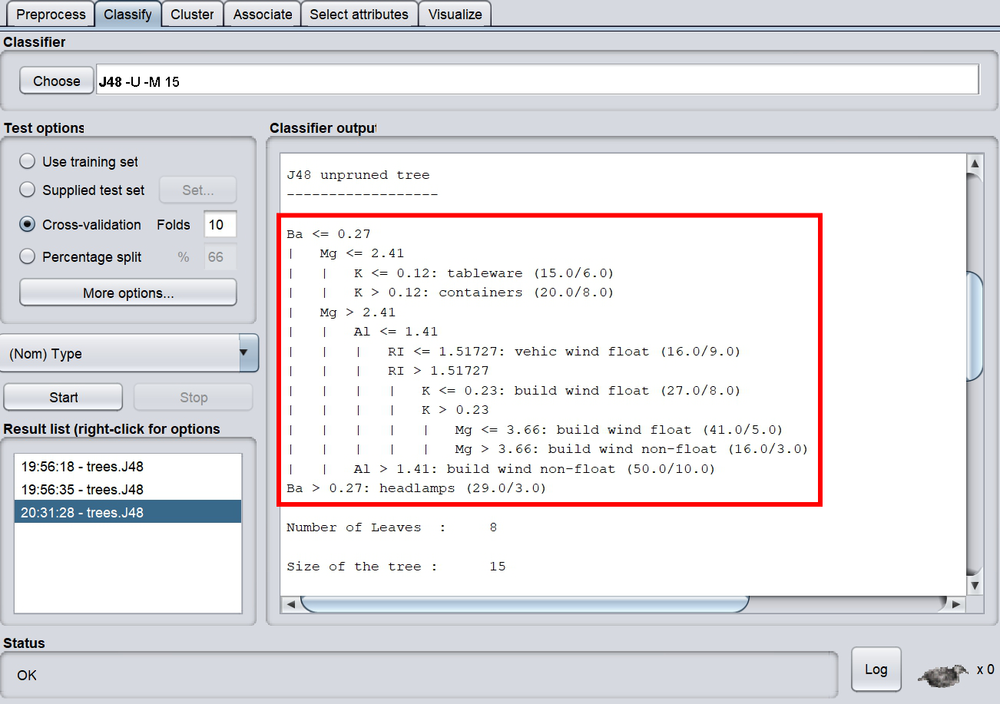 Preprocess Classify Cluster Associate Select attributes Visualize
Classifier
Choose J48 -U -M 15
Test options
Use training set
Supplied test set Set...
Cross-validation Folds 10
Percentage split % 66
More options...
(Nom) Type
Start Stop
Result list (right-click for options
19:56:18 - trees.J48
19:56:35 - trees.J48
20:31:28 - trees.J48
Classifier output
J48 unpruned tree
------------------
Ba <= 0.27
|   Mg <= 2.41
|   |   K <= 0.12: tableware (15.0/6.0)
|   |   K > 0.12: containers (20.0/8.0)
|   Mg > 2.41
|   |   Al <= 1.41
|   |   |   RI <= 1.51727: vehic wind float (16.0/9.0)
|   |   |   RI > 1.51727
|   |   |   |   K <= 0.23: build wind float (27.0/8.0)
|   |   |   |   K > 0.23
|   |   |   |   |   Mg <= 3.66: build wind float (41.0/5.0)
|   |   |   |   |   Mg > 3.66: build wind non-float (16.0/3.0)
|   |   Al > 1.41: build wind non-float (50.0/10.0)
Ba > 0.27: headlamps (29.0/3.0)
Number of Leaves  :     8
Size of the tree :      15
Status
OK
Log x 0